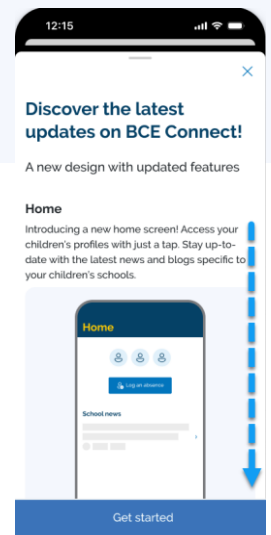 12:15
Discover the latest
updates on BCE Connect!
A new design with updated features
Home
Introducing a new home screen! Access your
children's profiles with just a tap. Stay up-to-
date with the latest news and blogs specific to
your children's schools.
Home
Log an absence
School news
Get started